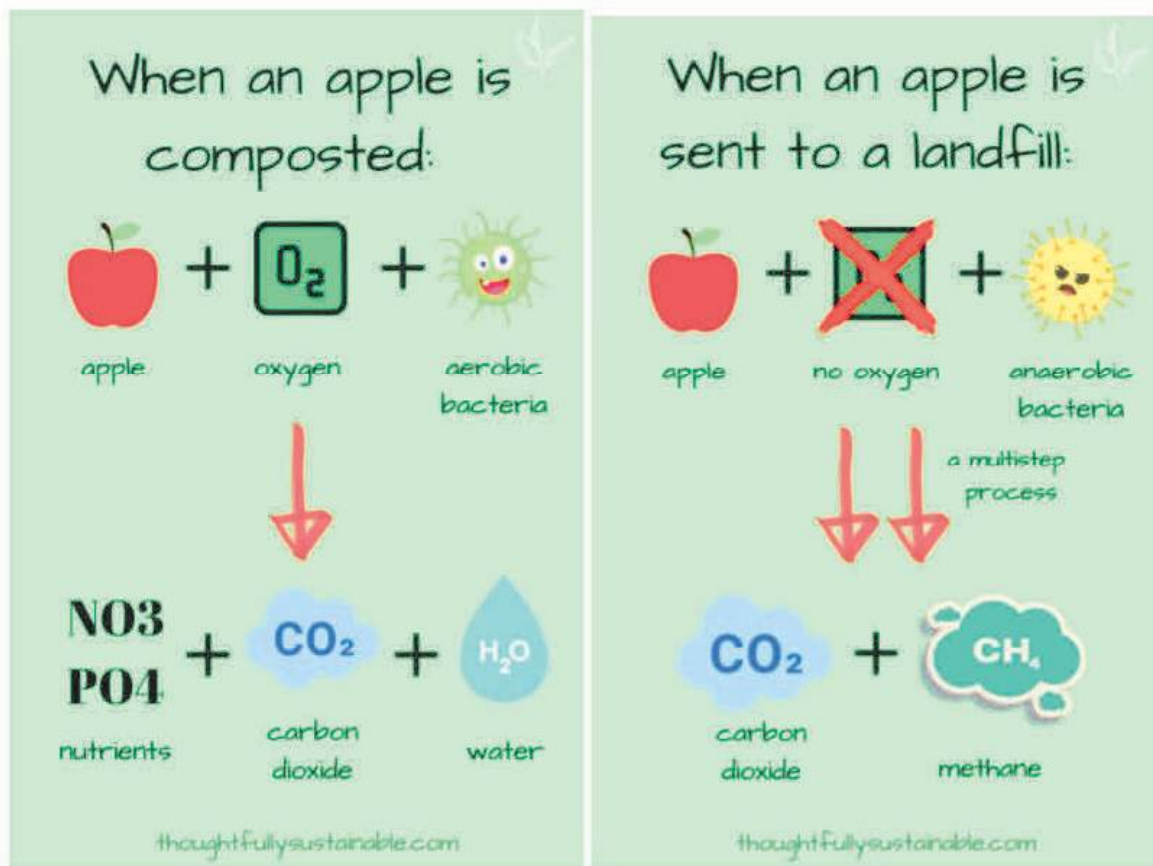 When an apple is
composted:
+ O₂ +
apple oxygen aerobic
bacteria
NO3
PO4
+ CO₂ + H₂O
nutrients carbon
dioxide water
thoughtfullysustainable.com
When an apple is
sent to a landfill:
+ +
apple no oxygen anaerobic
bacteria
a multistep
process
CO₂ + CH₄
carbon
dioxide methane
thoughtfullysustainable.com